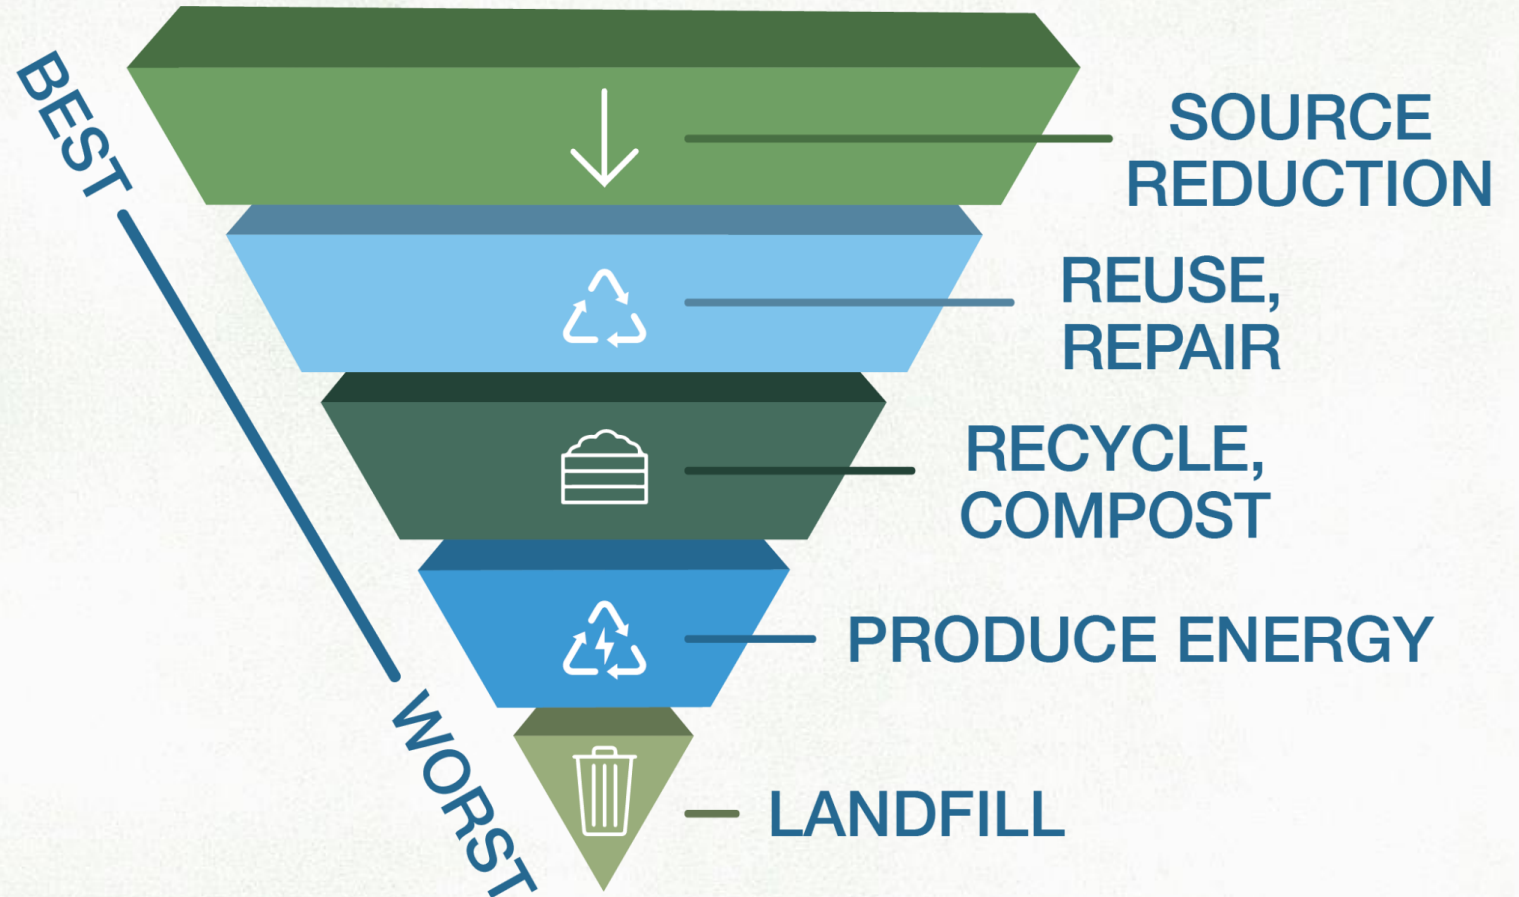 BEST
WORST
SOURCE
REDUCTION
REUSE,
REPAIR
RECYCLE,
COMPOST
PRODUCE ENERGY
LANDFILL